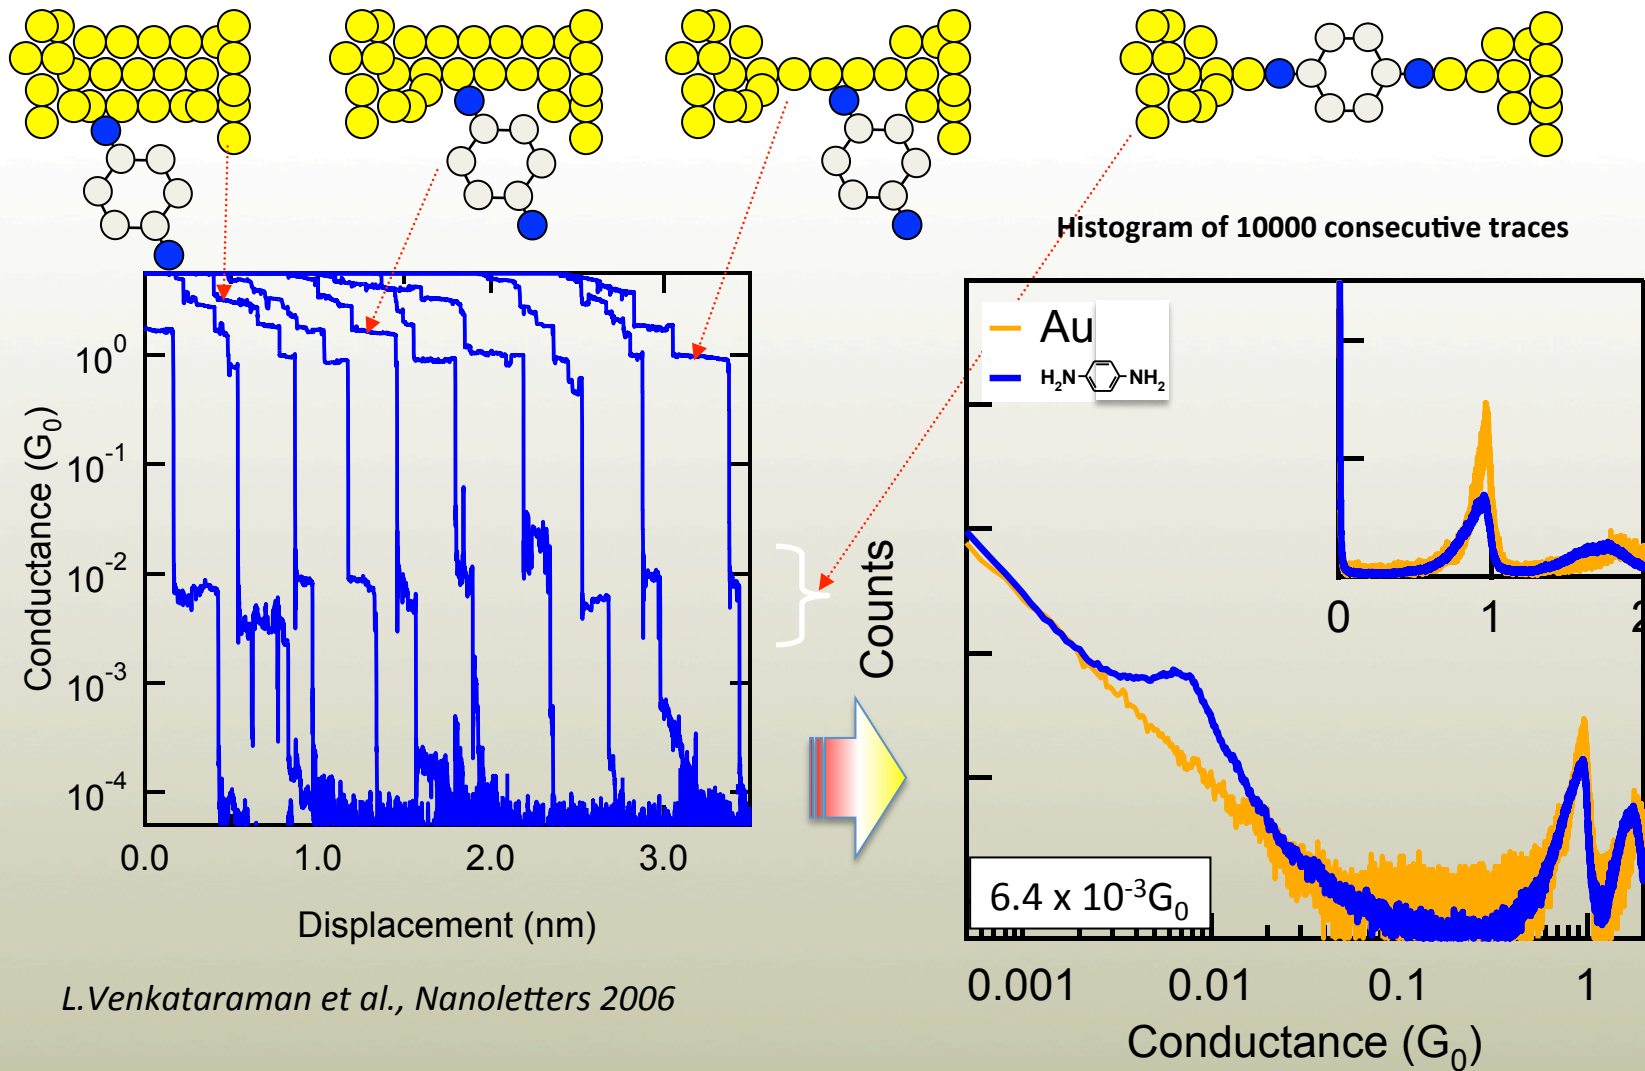 Histogram of 10000 consecutive traces
Conductance (G₀)
10⁰
10⁻¹
10⁻²
10⁻³
10⁻⁴
0.0 1.0 2.0 3.0
Displacement (nm)
L.Venkataraman et al., Nanoletters 2006
Counts
Au
H₂N NH₂
0 1 2
6.4 x 10⁻³G₀
0.001 0.01 0.1 1
Conductance (G₀)